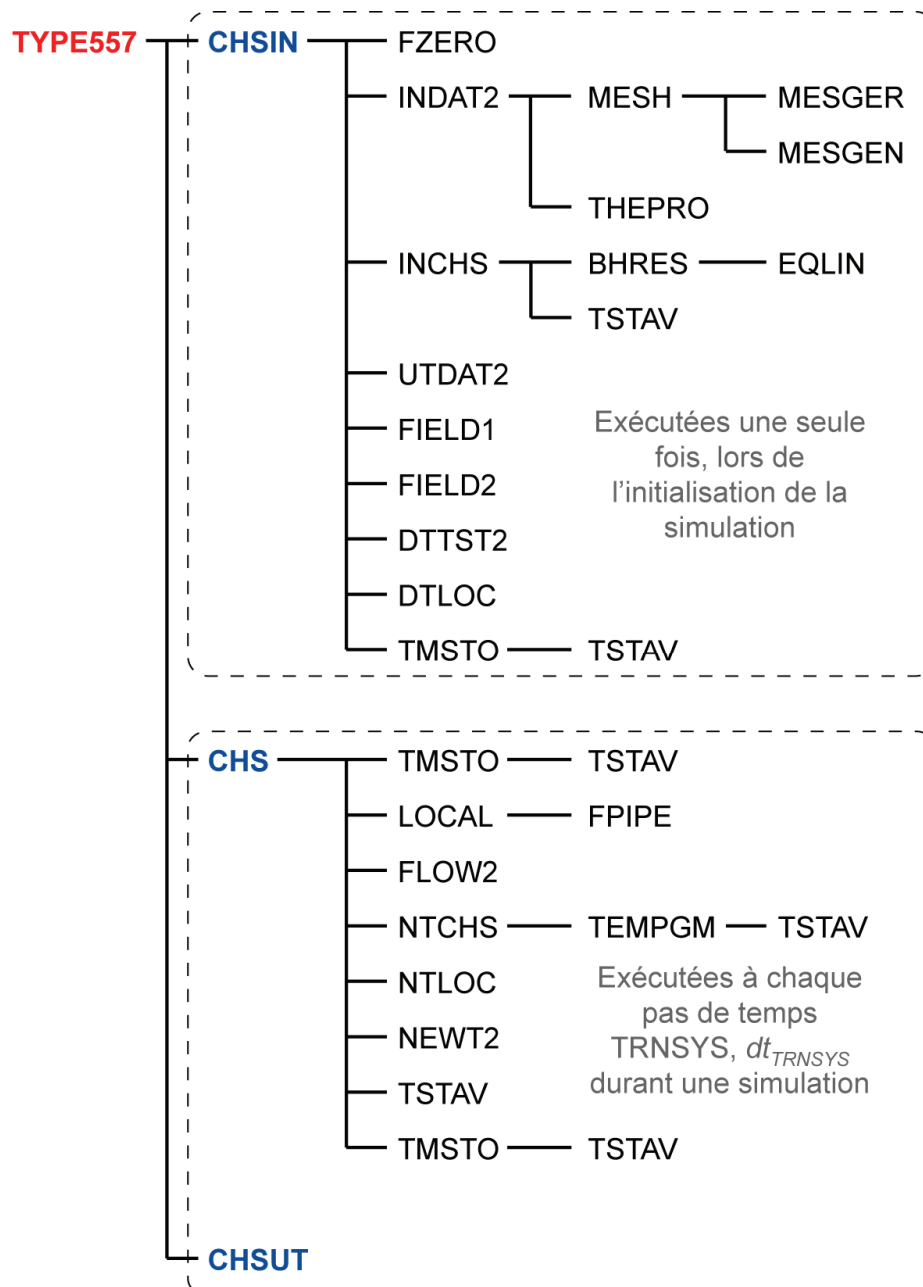 TYPE557 CHSIN FZERO
INDAT2 MESH MESGER
MESGEN
THEPRO
INCHS BHRES EQLIN
TSTAV
UTDAT2
FIELD1
FIELD2
DTTST2
DTLOC
TMSTO TSTAV
Exécutées une seule
fois, lors de
l'initialisation de la
simulation
CHS TMSTO TSTAV
LOCAL FPIPE
FLOW2
NTCHS TEMPGM TSTAV
NTLOC
NEWT2
TSTAV
TMSTO TSTAV
Exécutées à chaque
pas de temps
TRNSYS, dtTRNSYS
durant une simulation
CHSUT